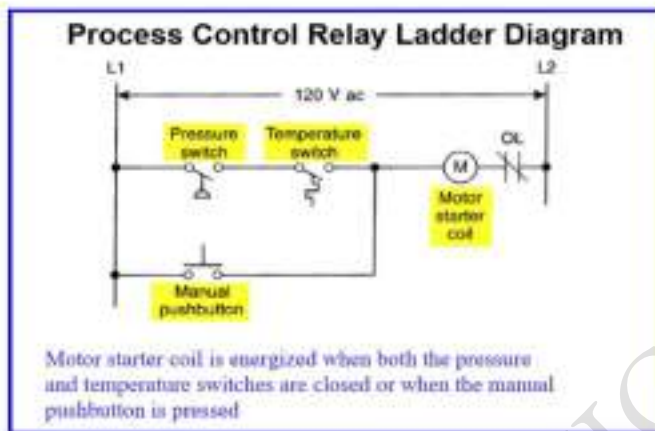 Process Control Relay Ladder Diagram
L1
L2
120 V ac
Pressure
switch
Temperature
switch
OL
M
Motor
starter
coil
Manual
pushbutton
Motor starter coil is energized when both the pressure
and temperature switches are closed or when the manual
pushbutton is pressed